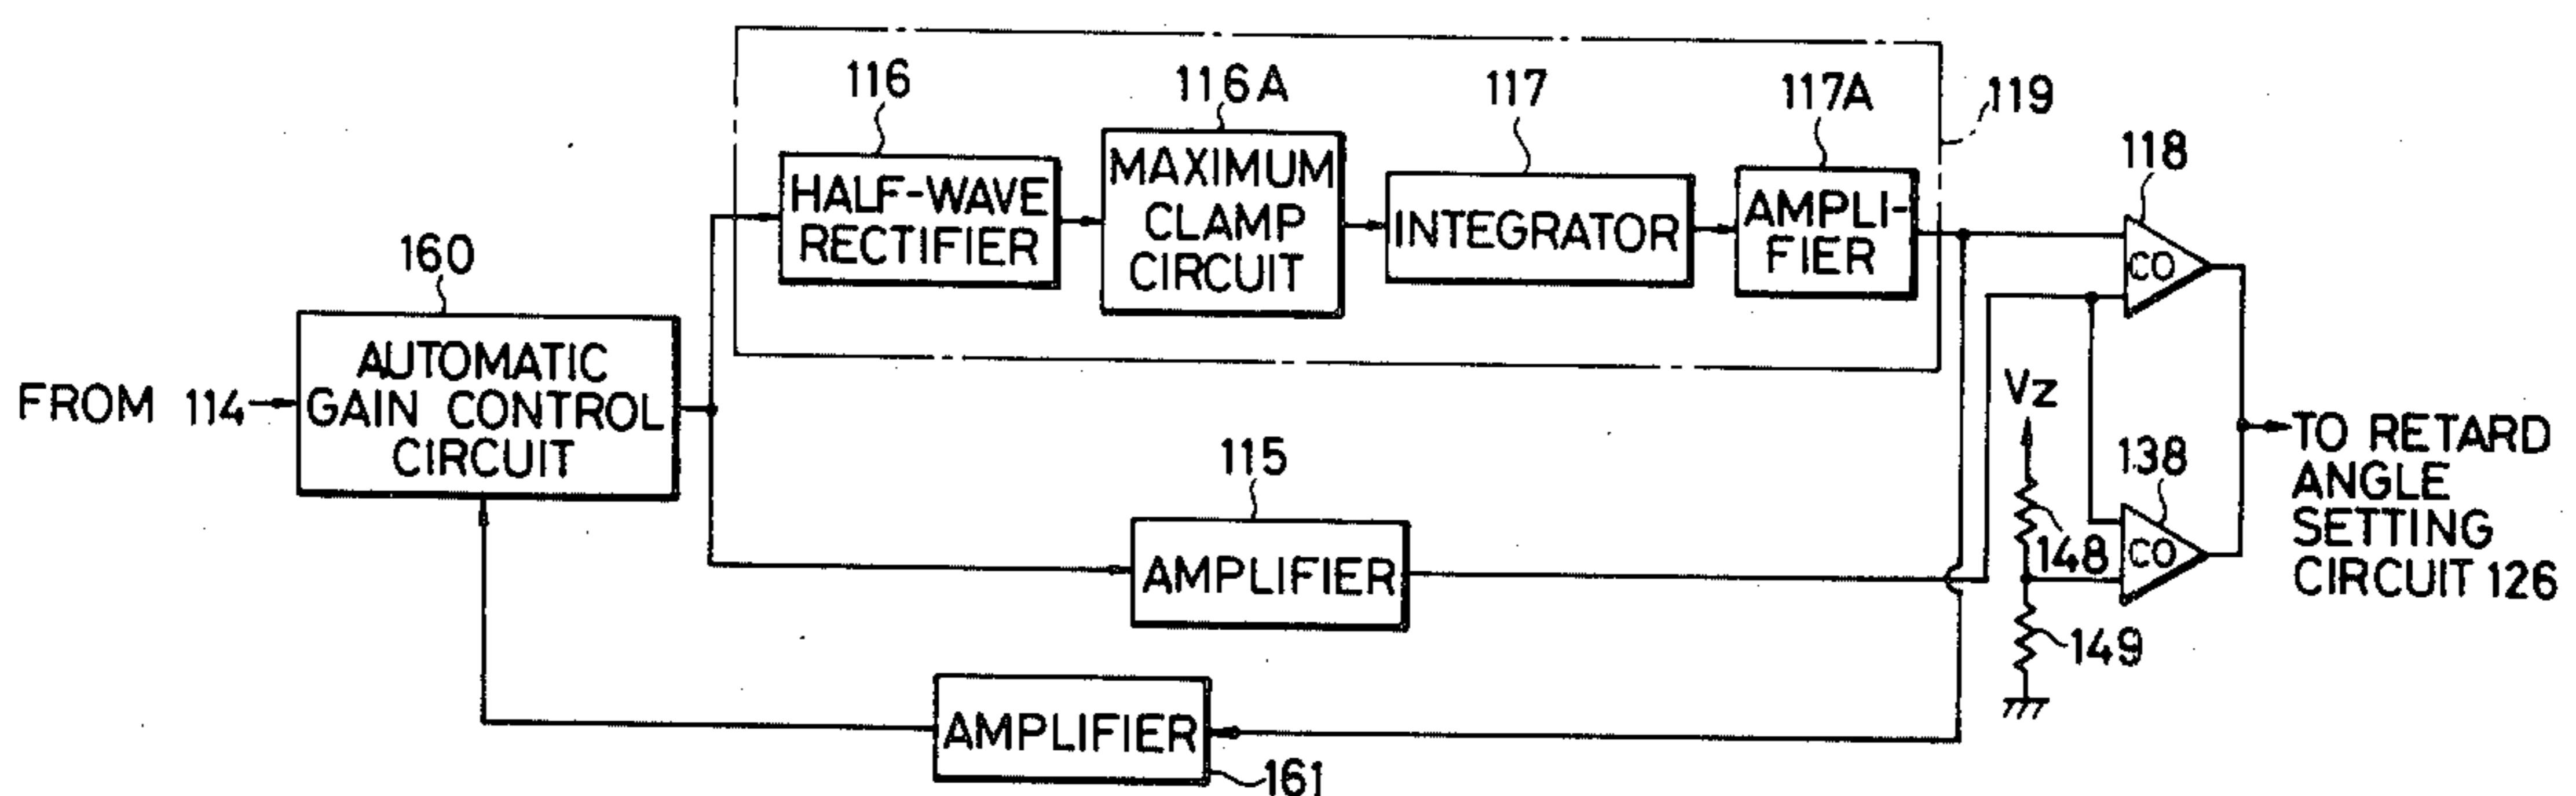 116
116A
117
117A
119
118
HALF-WAVE
RECTIFIER
MAXIMUM
CLAMP
CIRCUIT
INTEGRATOR
AMPLI-
FIER
CO
160
FROM 114
AUTOMATIC
GAIN CONTROL
CIRCUIT
Vz
148
149
115
AMPLIFIER
138
CO
TO RETARD
ANGLE
SETTING
CIRCUIT 126
AMPLIFIER
161